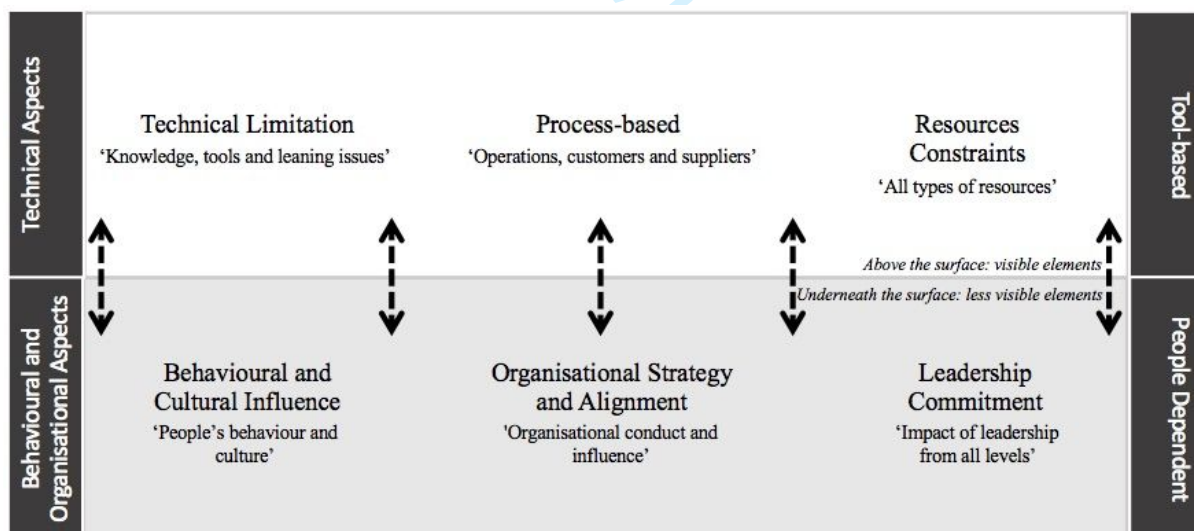 Technical Aspects
Tool-based
Technical Limitation
‘Knowledge, tools and leaning issues’
Process-based
‘Operations, customers and suppliers’
Resources
Constraints
‘All types of resources’
Above the surface: visible elements
Underneath the surface: less visible elements
Behavioural and
Organisational Aspects
People Dependent
Behavioural and
Cultural Influence
‘People’s behaviour and
culture’
Organisational Strategy
and Alignment
'Organisational conduct and
influence’
Leadership
Commitment
‘Impact of leadership
from all levels’